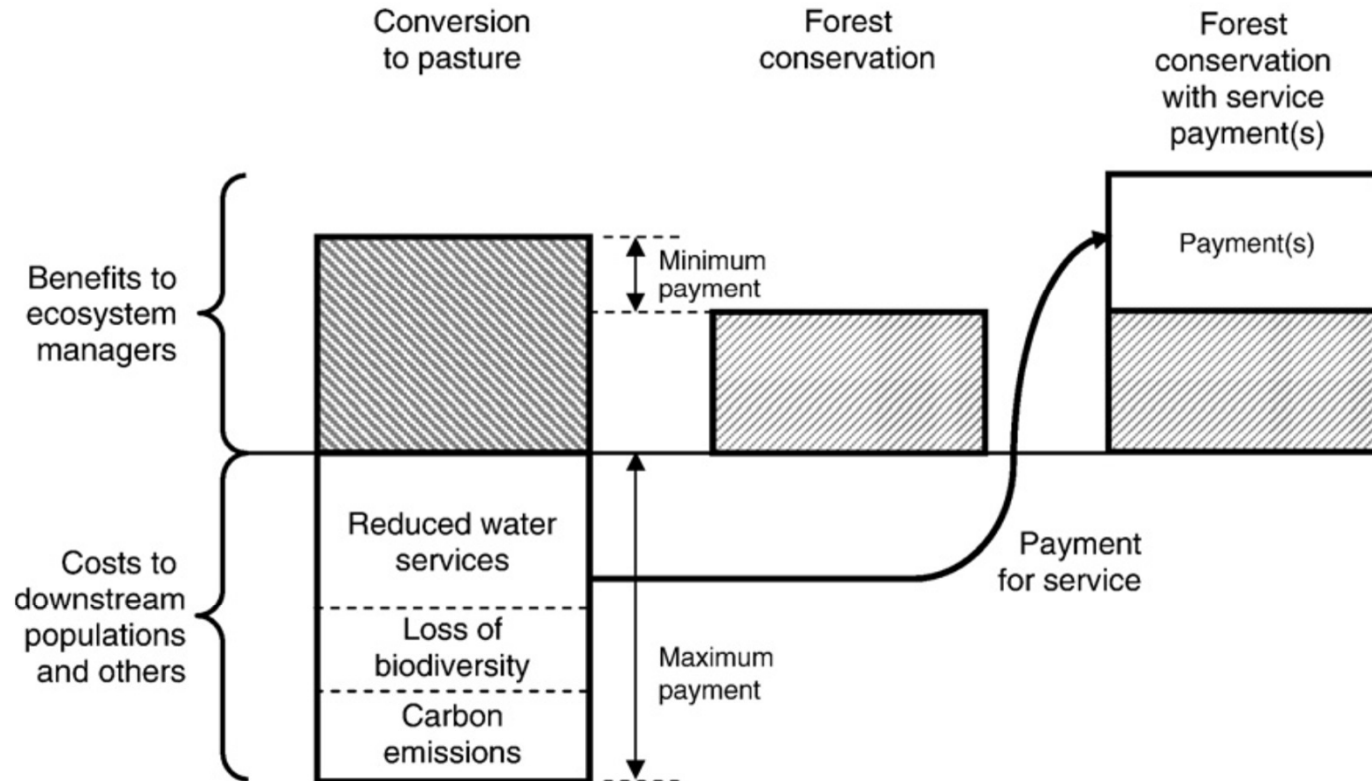 Conversion
to pasture
Forest
conservation
Forest
conservation
with service
payment(s)
Benefits to
ecosystem
managers
Minimum
payment
Payment(s)
Costs to
downstream
populations
and others
Reduced water
services
Loss of
biodiversity
Carbon
emissions
Maximum
payment
Payment
for service